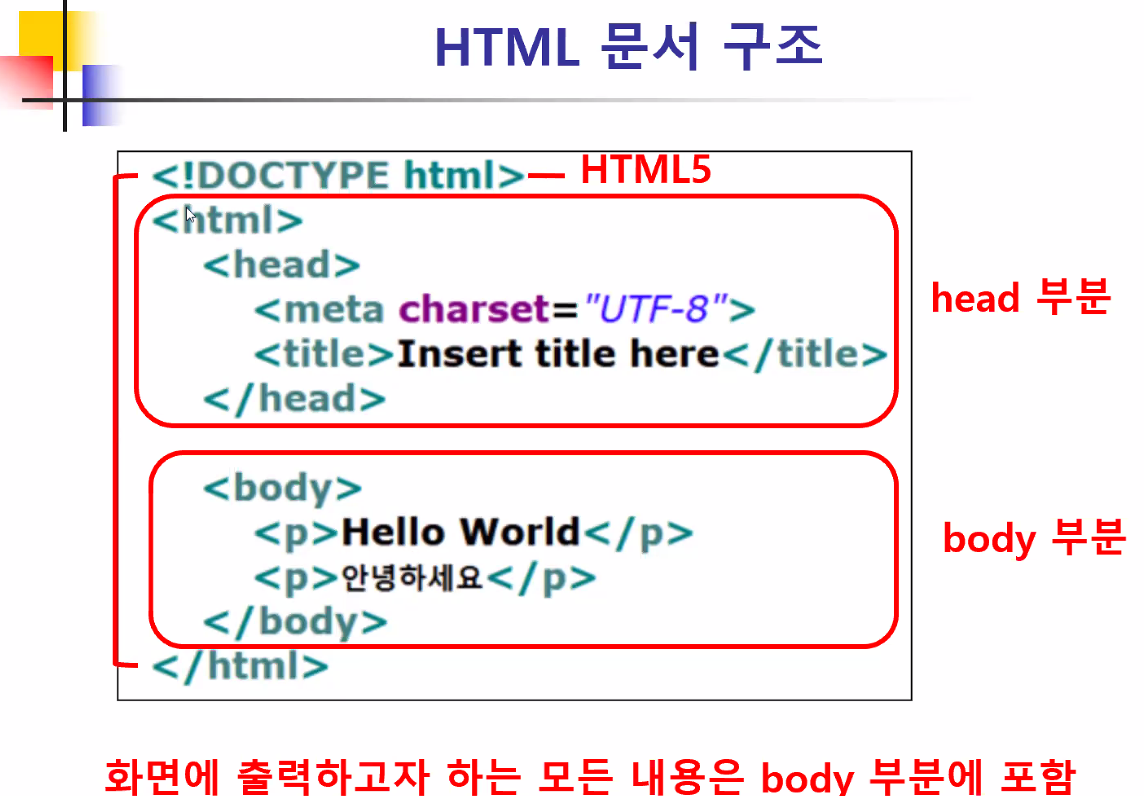 HTML 문서 구조
<!DOCTYPE html> HTML5
<html>
<head>
<meta charset="UTF-8">
<title>Insert title here</title>
</head>
head 부분
<body>
<p>Hello World</p>
<p>안녕하세요</p>
</body>
body 부분
</html>
화면에 출력하고자 하는 모든 내용은 body 부분에 포함